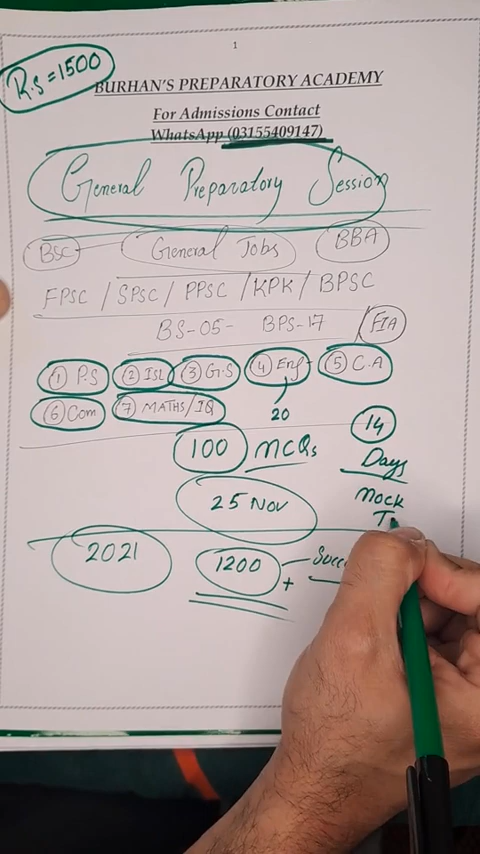 1
R.s = 1500
BURHAN'S PREPARATORY ACADEMY
For Admissions Contact
WhatsApp (03155409147)
General Preparatory Session
BSC General Jobs BBA
FPSC / SPSC / PPSC / KPK / BPSC
BS-05 - BPS-17 FIA
1 P.S 2 ISL 3 G.S 4 Eng 5 C.A
6 Com 7 MATHS/IQ
20
100 MCQs
14
Days
25 Nov
Mock
T
2021 1200 +